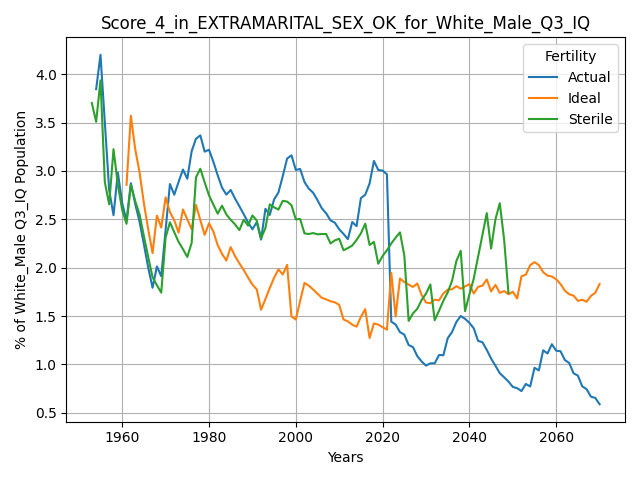 Score_4_in_EXTRAMARITAL_SEX_OK_for_White_Male_Q3_IQ
Fertility
Actual
Ideal
Sterile
% of White_Male Q3_IQ Population
4.0
3.5
3.0
2.5
2.0
1.5
1.0
0.5
1960 1980 2000 2020 2040 2060
Years